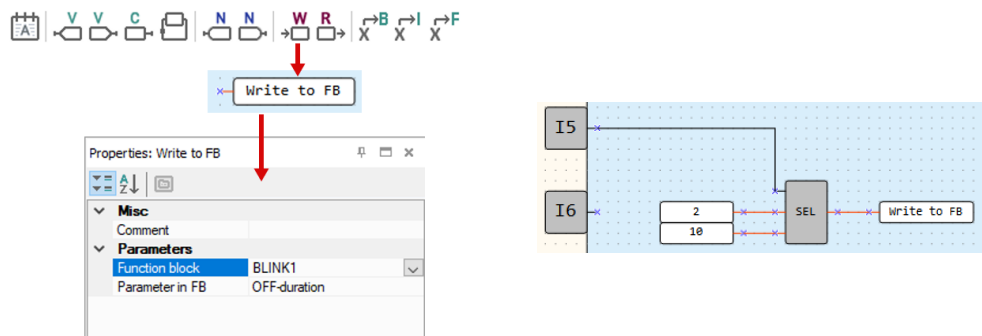 A V V C N N W R B I F
X X X
Write to FB
Properties: Write to FB
A
Z
Misc
Comment
Parameters
Function block BLINK1
Parameter in FB OFF-duration
I5
I6
2
10
SEL
Write to FB